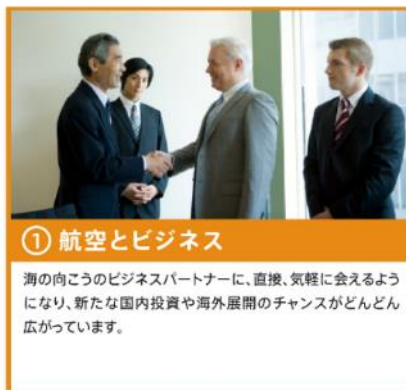 ① 航空とビジネス
海の向こうのビジネスパートナーに、直接、気軽に会えるよう
になり、新たな国内投資や海外展開のチャンスがどんどん
広がっています。